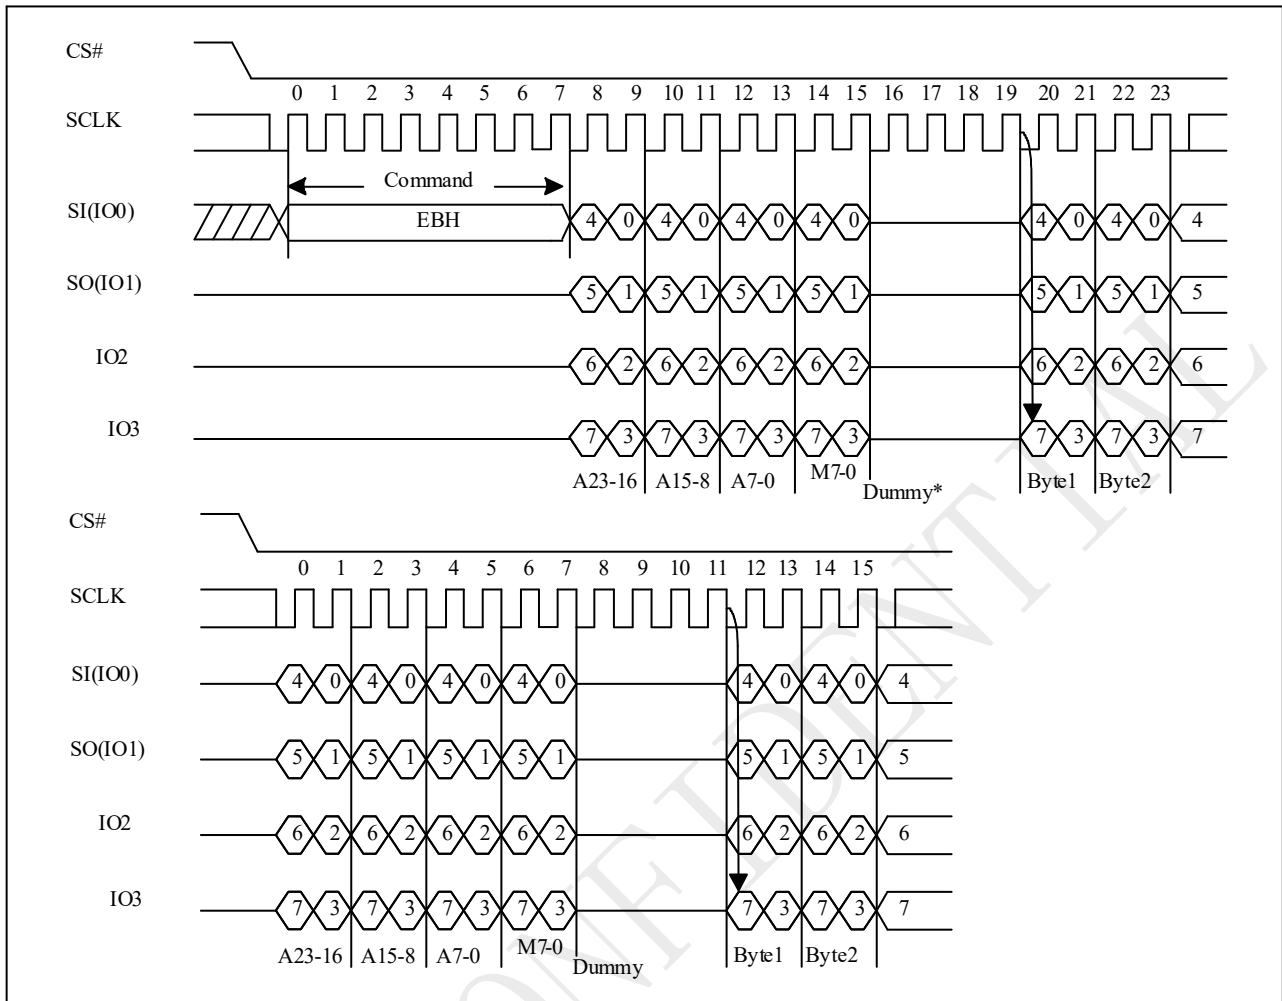 CS#
0 1 2 3 4 5 6 7 8 9 10 11 12 13 14 15 16 17 18 19 20 21 22 23
SCLK
Command
SI(IO0) EBH 4 0 4 0 4 0 4 0 4 0 4 0 4
SO(IO1) 5 1 5 1 5 1 5 1 5 1 5 1 5
IO2 6 2 6 2 6 2 6 2 6 2 6 2 6
IO3 7 3 7 3 7 3 7 3 7 3 7 3 7
A23-16 A15-8 A7-0 M7-0 Dummy* Byte1 Byte2
CS#
0 1 2 3 4 5 6 7 8 9 10 11 12 13 14 15
SCLK
SI(IO0) 4 0 4 0 4 0 4 0 4 0 4 0 4
SO(IO1) 5 1 5 1 5 1 5 1 5 1 5 1 5
IO2 6 2 6 2 6 2 6 2 6 2 6 2 6
IO3 7 3 7 3 7 3 7 3 7 3 7 3 7
A23-16 A15-8 A7-0 M7-0 Dummy Byte1 Byte2
ONFIDENTIAL